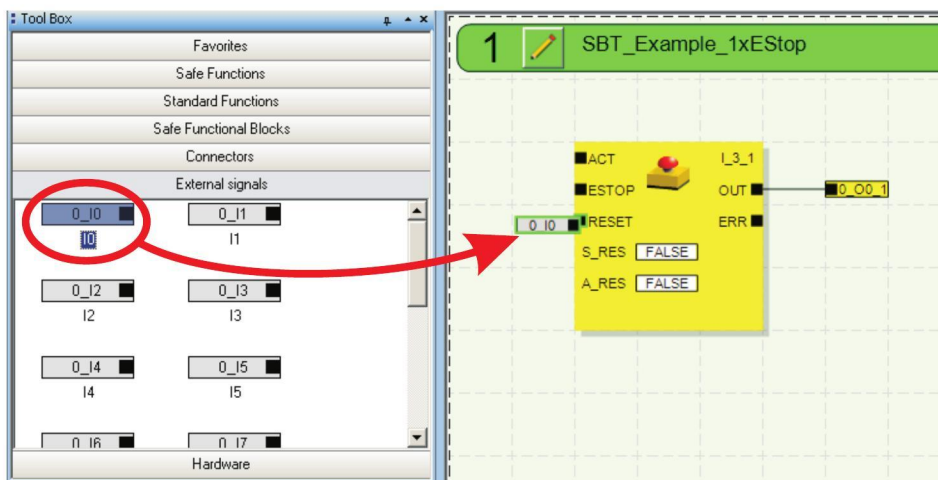 Tool Box
Favorites
Safe Functions
Standard Functions
Safe Functional Blocks
Connectors
External signals
0_I0
0_I1
I0
I1
0_I2
0_I3
I2
I3
0_I4
0_I5
I4
I5
0_I6
0_I7
Hardware
1
SBT_Example_1xEStop
ACT
I_3_1
ESTOP
OUT
0_O0_1
0_I0
RESET
ERR
S_RES
FALSE
A_RES
FALSE